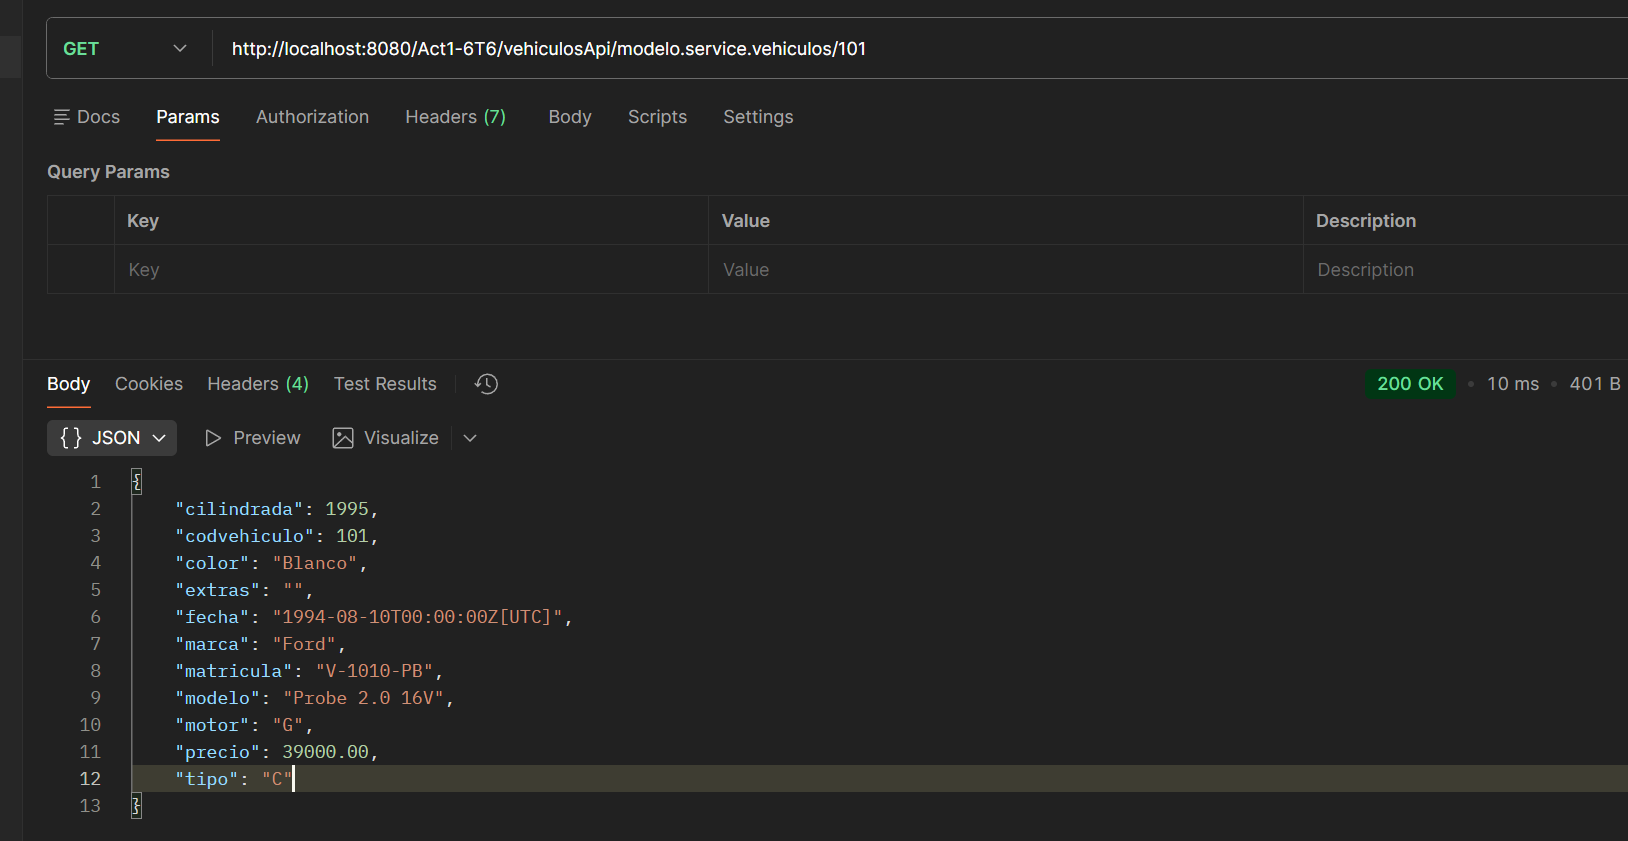 GET http://localhost:8080/Act1-6T6/vehiculosApi/modelo.service.vehiculos/101
Docs Params Authorization Headers (7) Body Scripts Settings
Query Params
Key Value Description
Key Value Description
Body Cookies Headers (4) Test Results 200 OK • 10 ms • 401 B
{} JSON Preview Visualize
1 {
2 "cilindrada": 1995,
3 "codvehiculo": 101,
4 "color": "Blanco",
5 "extras": "",
6 "fecha": "1994-08-10T00:00:00Z[UTC]",
7 "marca": "Ford",
8 "matricula": "V-1010-PB",
9 "modelo": "Probe 2.0 16V",
10 "motor": "G",
11 "precio": 39000.00,
12 "tipo": "C"
13 }